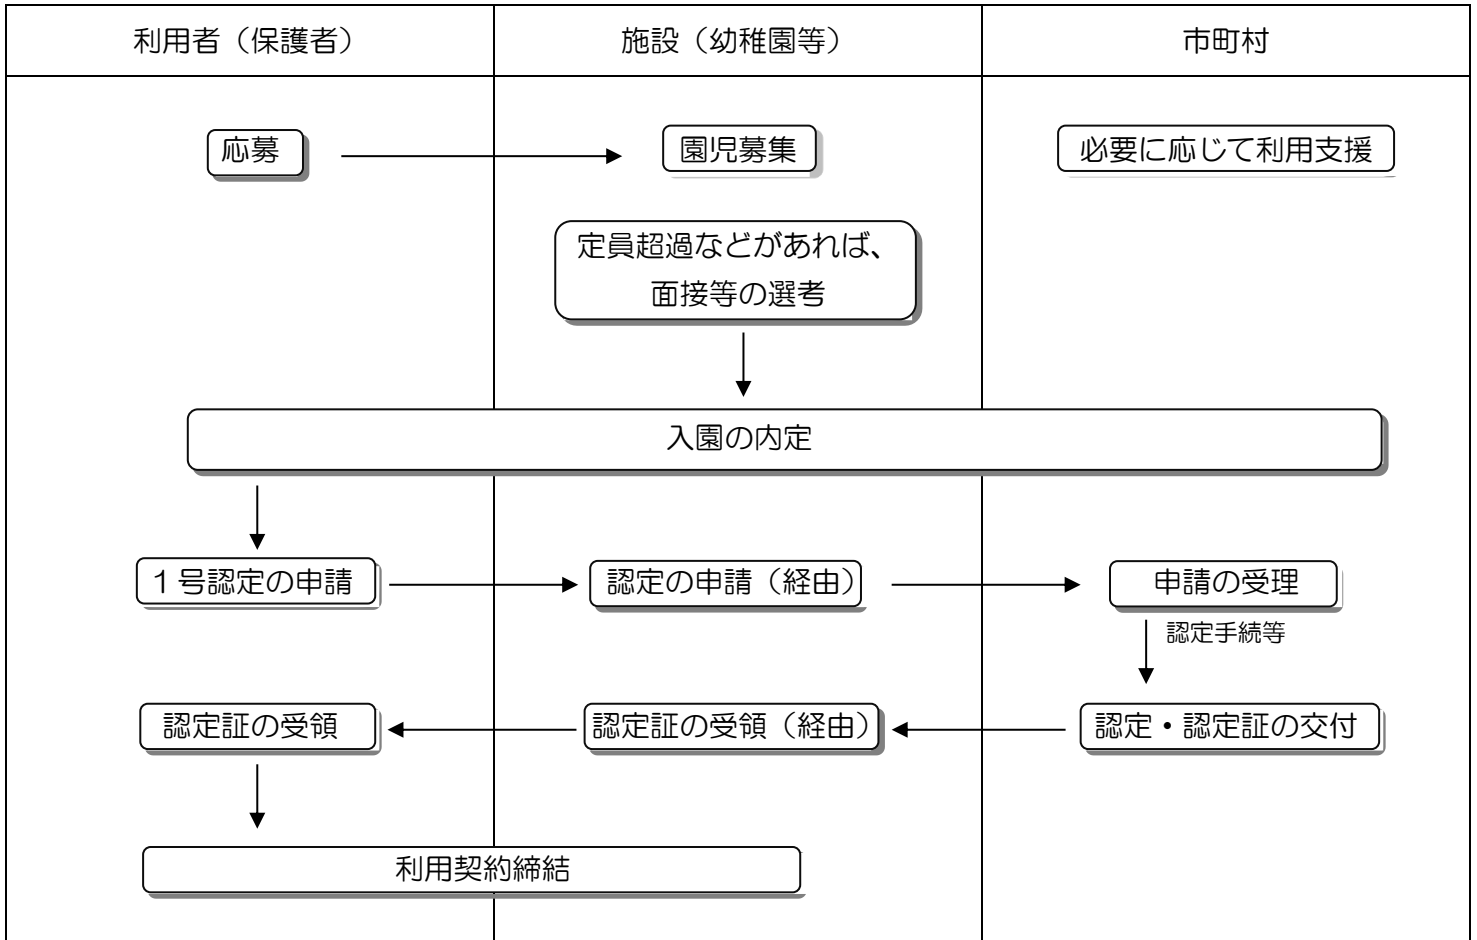 利用者（保護者）
施設（幼稚園等）
市町村
応募
園児募集
必要に応じて利用支援
定員超過などがあれば、
面接等の選考
入園の内定
１号認定の申請
認定の申請（経由）
申請の受理
認定手続等
認定証の受領
認定証の受領（経由）
認定・認定証の交付
利用契約締結